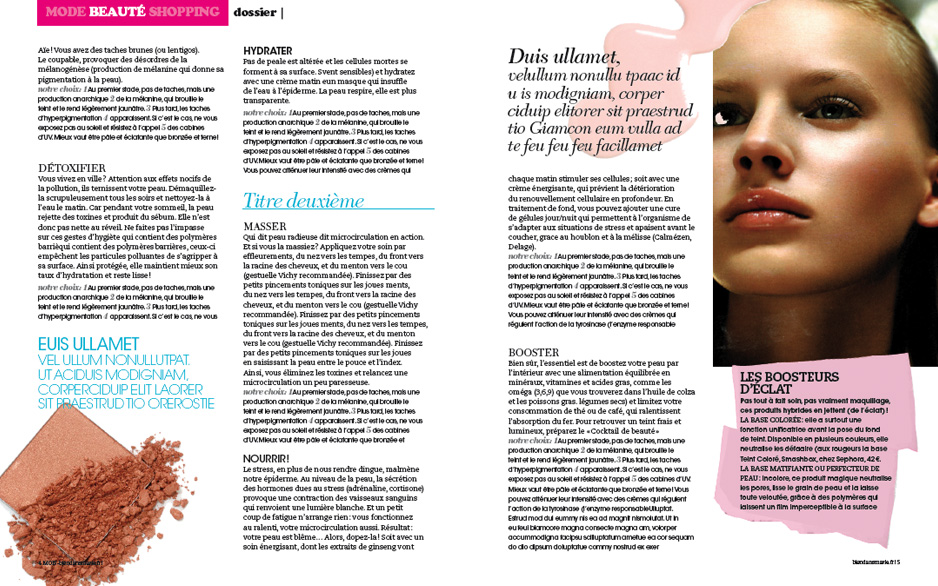 MODE BEAUTÉ SHOPPING
dossier |
Aïe! Vous avez des taches brunes (ou lentigos).
Le coupable, provoquer des désordres de la
mélanogénèse (production de mélanine qui donne sa
pigmentation à la peau).
notre choix: 1 Au premier stade, pas de taches, mais une
production anarchique 2 de la mélanine, qui brouille le
teint et le rend légèrement jaunâtre. 3 Plus tard, les taches
d'hyperpigmentation 4 apparaissent. Si c'est le cas, ne vous
exposez pas au soleil et résistez à l'appel 5 des cabines
d'UV. Mieux vaut être pâle et éclatante que bronzée et terne!
DÉTOXIFIER
Vous vivez en ville? Attention aux effets nocifs de
la pollution, ils ternissent votre peau. Démaquillez-
la scrupuleusement tous les soirs et nettoyez-la à
l'eau le matin. Car pendant votre sommeil, la peau
rejette des toxines et produit du sébum. Elle n'est
donc pas nette au réveil. Ne faites pas l'impasse
sur ces gestes d'hygiète qui contient des polymères
barrièqui contient des polymères barrières, ceux-ci
empêchent les particules polluantes de s'agripper à
sa surface. Ainsi protégée, elle maintient mieux son
taux d'hydratation et reste lisse!
notre choix: 1 Au premier stade, pas de taches, mais une
production anarchique 2 de la mélanine, qui brouille le
teint et le rend légèrement jaunâtre. 3 Plus tard, les taches
d'hyperpigmentation 4 apparaissent. Si c'est le cas, ne vous
EUIS ULLAMET
VEL ULLUM NONULLUTPAT.
UT ACIDUIS MODIGNIAM,
CORPERCIDUIP ELIT LAORER
SIT PRAESTRUD TIO OREROSTIE
HYDRATER
Pas de peale est altérée et les cellules mortes se
forment à sa surface. Svent sensibles) et hydratez
avec une crème matin eun masque qui insuffle
de l'eau à l'épiderme. La peau respire, elle est plus
transparente.
notre choix: 1 Au premier stade, pas de taches, mais une
production anarchique 2 de la mélanine, qui brouille le
teint et le rend légèrement jaunâtre. 3 Plus tard, les taches
d'hyperpigmentation 4 apparaissent. Si c'est le cas, ne vous
exposez pas au soleil et résistez à l'appel 5 des cabines
d'UV. Mieux vaut être pâle et éclatante que bronzée et terne!
Vous pouvez atténuer leur intensité avec des crèmes qui
Titre deuxième
MASSER
Qui dit peau radieuse dit microcirculation en action.
Et si vous la massiez? Appliquez votre soin par
effleurements, du nez vers les tempes, du front vers
la racine des cheveux, et du menton vers le cou
(gestuelle Vichy recommandée). Finissez par des
petits pincements toniques sur les joues ments,
du nez vers les tempes, du front vers la racine des
cheveux, et du menton vers le cou (gestuelle Vichy
recommandée). Finissez par des petits pincements
toniques sur les joues ments, du nez vers les tempes,
du front vers la racine des cheveux, et du menton
vers le cou (gestuelle Vichy recommandée). Finissez
par des petits pincements toniques sur les joues
en saisissant la peau entre le pouce et l'index.
Ainsi, vous éliminez les toxines et relancez une
microcirculation un peu paresseuse.
notre choix: 1 Au premier stade, pas de taches, mais une
production anarchique 2 de la mélanine, qui brouille le
teint et le rend légèrement jaunâtre. 3 Plus tard, les taches
d'hyperpigmentation 4 apparaissent. Si c'est le cas, ne vous
exposez pas au soleil et résistez à l'appel 5 des cabines
d'UV. Mieux vaut être pâle et éclatante que bronzée et
NOURRIR!
Le stress, en plus de nous rendre dingue, malmène
notre épiderme. Au niveau de la peau, la sécrétion
des hormones dues au stress (adrénaline, cortisone)
provoque une contraction des vaisseaux sanguins
qui renvoient une lumière blanche. Et un petit
coup de fatigue n'arrange rien: vous fonctionnez
au ralenti, votre microcirculation aussi. Résultat:
votre peau est blême… Alors, dopez-la! Soit avec un
soin énergisant, dont les extraits de ginseng vont
Duis ullamet,
velullum nonullu tpaac id
u is modigniam, corper
ciduip elitorer sit praestrud
tio Giamcon eum vulla ad
te feu feu feu facillamet
chaque matin stimuler ses cellules; soit avec une
crème énergisante, qui prévient la détérioration
du renouvellement cellulaire en profondeur. En
traitement de fond, vous pouvez ajouter une cure
de gélules jour/nuit qui permettent à l'organisme de
s'adapter aux situations de stress et apaisent avant le
coucher, grace au houblon et à la mélisse (Calmézen,
Delage).
notre choix: 1 Au premier stade, pas de taches, mais une
production anarchique 2 de la mélanine, qui brouille le
teint et le rend légèrement jaunâtre. 3 Plus tard, les taches
d'hyperpigmentation 4 apparaissent. Si c'est le cas, ne vous
exposez pas au soleil et résistez à l'appel 5 des cabines
d'UV. Mieux vaut être pâle et éclatante que bronzée et terne!
Vous pouvez atténuer leur intensité avec des crèmes qui
régulent l'action de la tyrosinase (l'enzyme responsable
BOOSTER
Bien sûr, l'essentiel est de boostez votre peau par
l'intérieur avec une alimentation équilibrée en
minéraux, vitamines et acides gras, comme les
oméga (3,6,9) que vous trouverez dans l'huile de colza
et les poissons gras. légumes secs) et limitez votre
consommation de thé ou de café, qui ralentissent
l'absorption du fer. Pour retrouver un teint frais et
lumineux, préparez le «Cocktail de beauté»
notre choix: 1 Au premier stade, pas de taches, mais une
production anarchique 2 de la mélanine, qui brouille le
teint et le rend légèrement jaunâtre. 3 Plus tard, les taches
d'hyperpigmentation 4 apparaissent. Si c'est le cas, ne vous
exposez pas au soleil et résistez à l'appel 5 des cabines d'UV.
Mieux vaut être pâle et éclatante que bronzée et terne! Vous
pouvez atténuer leur intensité avec des crèmes qui régulent
l'action de la tyrosinase (l'enzyme responsableUlluptat.
Estrud mod dui eummy nis ea ad magnit nismolutat. Ut in
eu feui blamcore magna consecte magna am, volorper
accummodigna facipsu scilluptatum ametue ea cor sequam
do dio dipsum doluptatue commy nostrud ex exer
LES BOOSTEURS
D'ÉCLAT
Pas tout à fait soin, pas vraiment maquillage,
ces produits hybrides en jettent (de l'éclat)!
LA BASE COLORÉE: elle a surtout une
fonction unificatrice avant la pose du fond
de teint. Disponible en plusieurs couleurs, elle
neutralise les défauts (aux rougeurs la base
Teint Coloré, Smashbox, chez Sephora, 42 €.
LA BASE MATIFIANTE OU PERFECTEUR DE
PEAU: incolore, ce produit magique neutralise
les pores, lisse le grain de peau et la laisse
toute veloutée, grâce à des polymères qui
laissent un film imperceptible à la surface